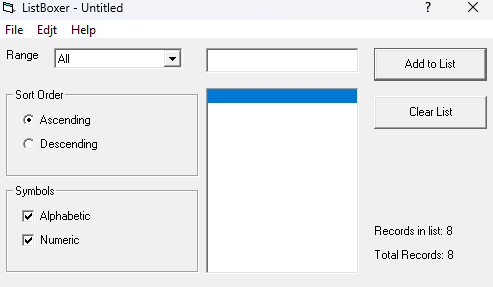 ListBoxer - Untitled
File Edjt Help
Range All Add to List
Sort Order
Ascending
Descending
Clear List
Symbols
Alphabetic
Numeric
Records in list: 8
Total Records: 8